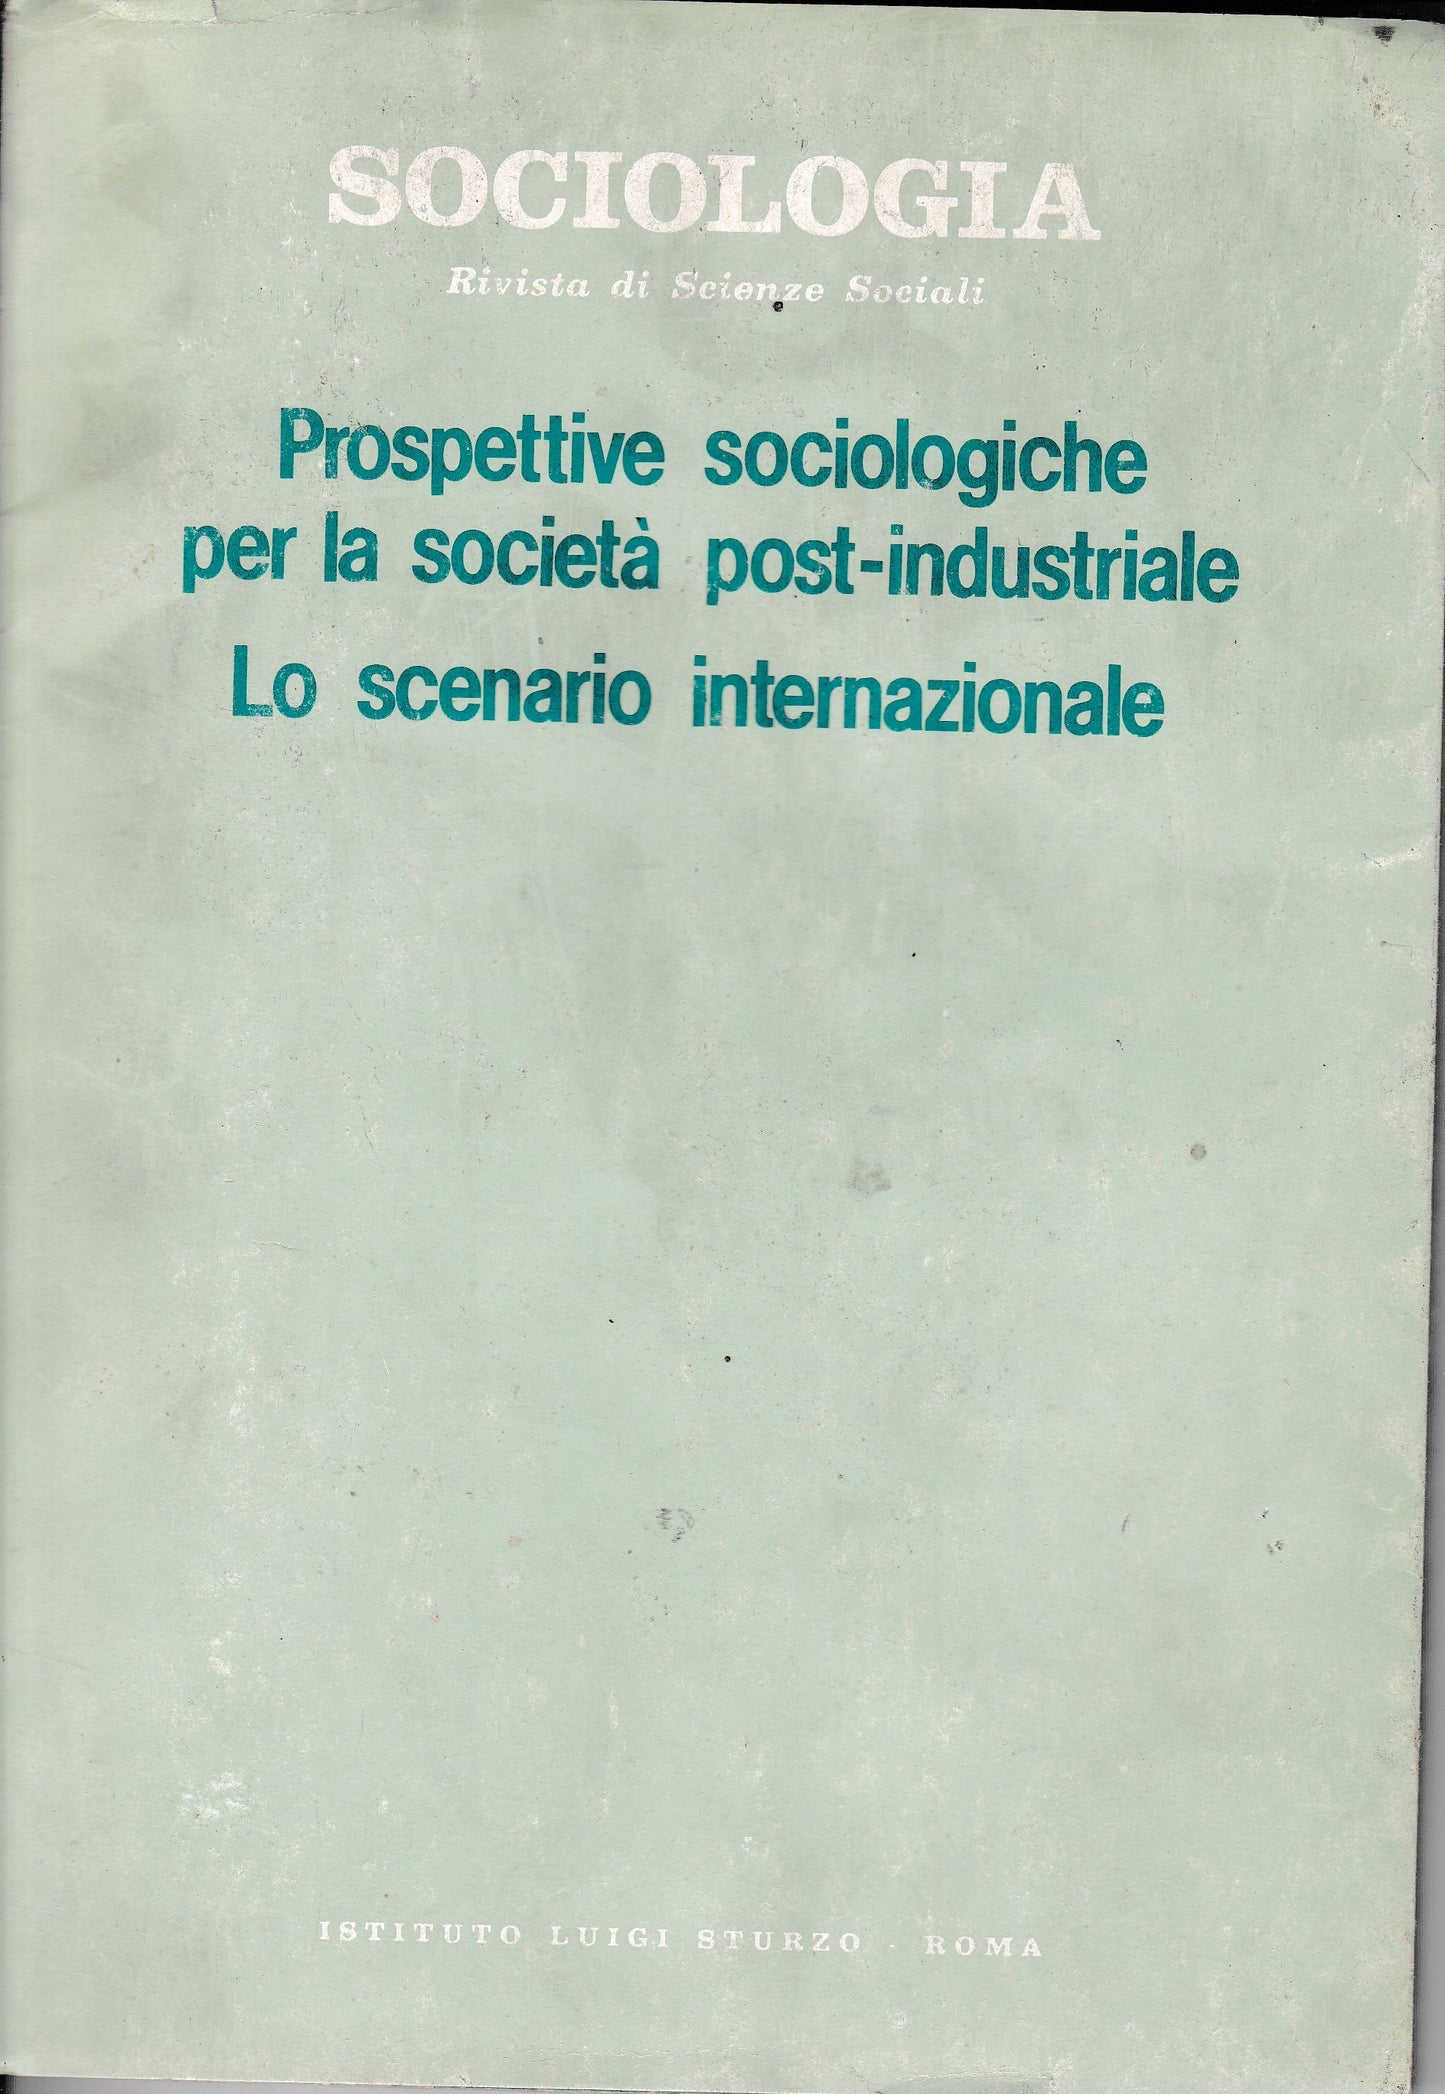 SOCIOLOGIA
Rivista di Scienze Sociali
Prospettive sociologiche
per la società post-industriale
Lo scenario internazionale
ISTITUTO LUIGI STURZO - ROMA